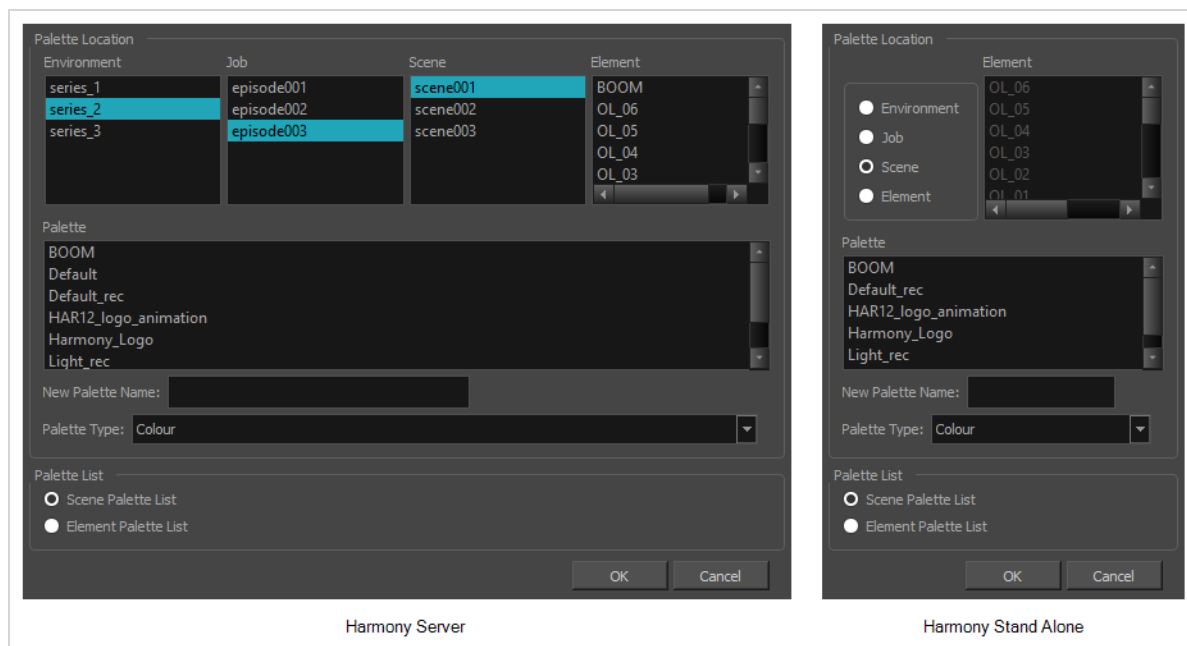 Palette Location
Environment Job Scene Element
series_1 episode001 scene001 BOOM
series_2 episode002 scene002 OL_06
series_3 episode003 scene003 OL_05
OL_04
OL_03
Palette
BOOM
Default
Default_rec
HAR12_logo_animation
Harmony_Logo
Light_rec
New Palette Name:
Palette Type: Colour
Palette List
Scene Palette List
Element Palette List
OK Cancel
Harmony Server
Palette Location
Element
OL_06
Environment OL_05
Job OL_04
OL_03
Scene OL_02
Element OL_01
Palette
BOOM
Default_rec
HAR12_logo_animation
Harmony_Logo
Light_rec
New Palette Name:
Palette Type: Colour
Palette List
Scene Palette List
Element Palette List
OK Cancel
Harmony Stand Alone